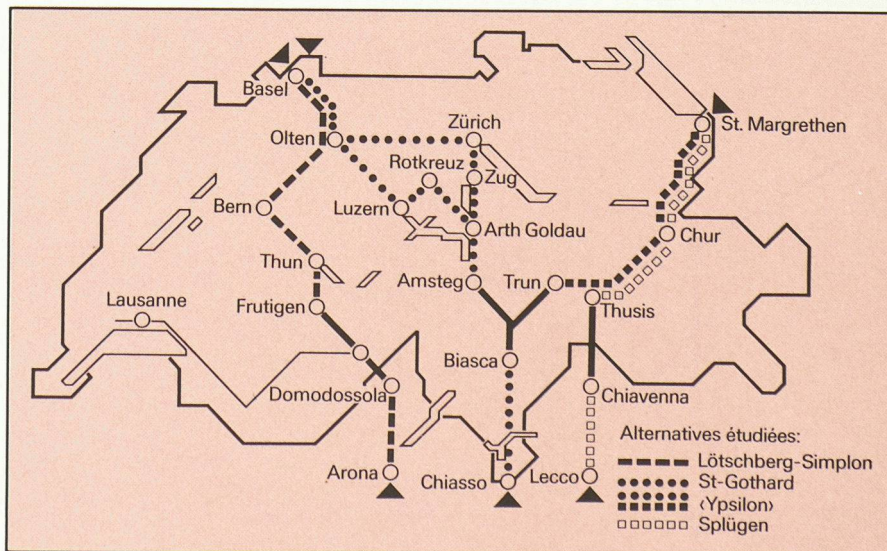 Basel
St. Margrethen
Olten
Zürich
Rotkreuz
Zug
Bern
Luzern
Arth Goldau
Chur
Thun
Amsteg
Trun
Lausanne
Frutigen
Thusis
Biasca
Domodossola
Chiavenna
Arona
Chiasso
Lecco
Alternatives étudiées:
Lötschberg-Simplon
St-Gothard
‹Ypsilon›
Splügen